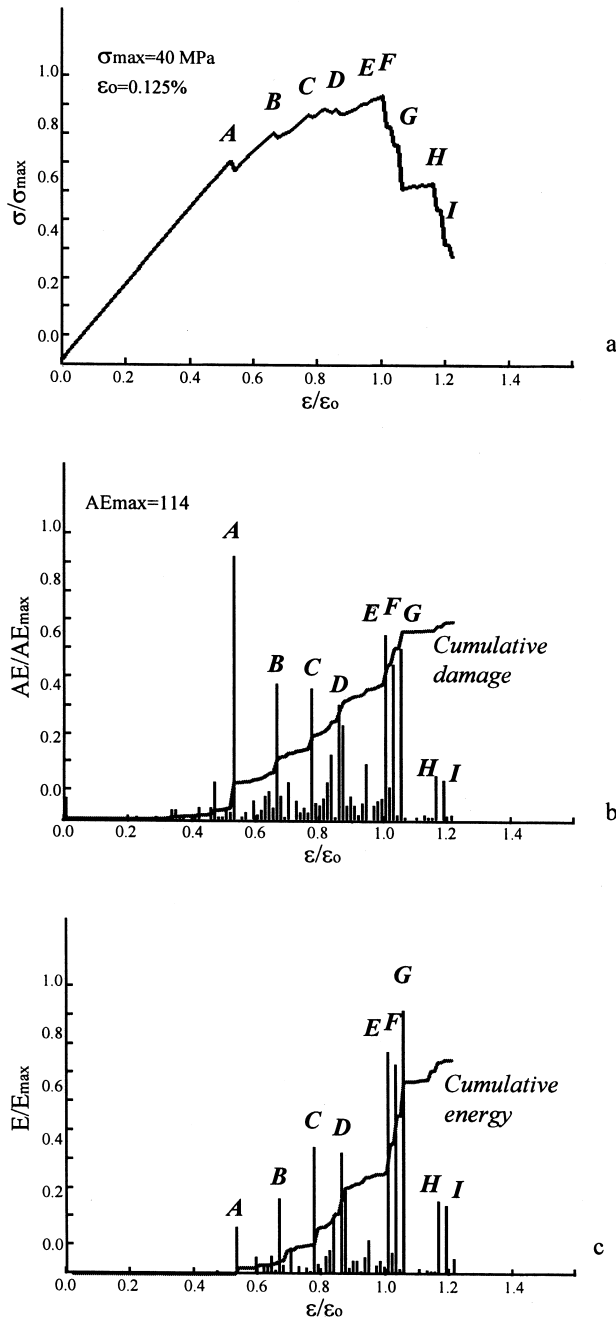 σmax=40 MPa
εo=0.125%
A
B
C
D
E
F
G
H
I
1.0
0.8
0.6
0.4
0.2
0.0
σ/σmax
0.0 0.2 0.4 0.6 0.8 1.0 1.2 1.4
ε/εo
a
AEmax=114
A
B
C
D
E F G
H I
Cumulative
damage
1.0
0.8
0.6
0.4
0.2
0.0
AE/AEmax
0.0 0.2 0.4 0.6 0.8 1.0 1.2 1.4
ε/εo
b
G
E F
C D
B
A
H I
Cumulative
energy
1.0
0.8
0.6
0.4
0.2
0.0
E/Emax
0.0 0.2 0.4 0.6 0.8 1.0 1.2 1.4
ε/εo
c